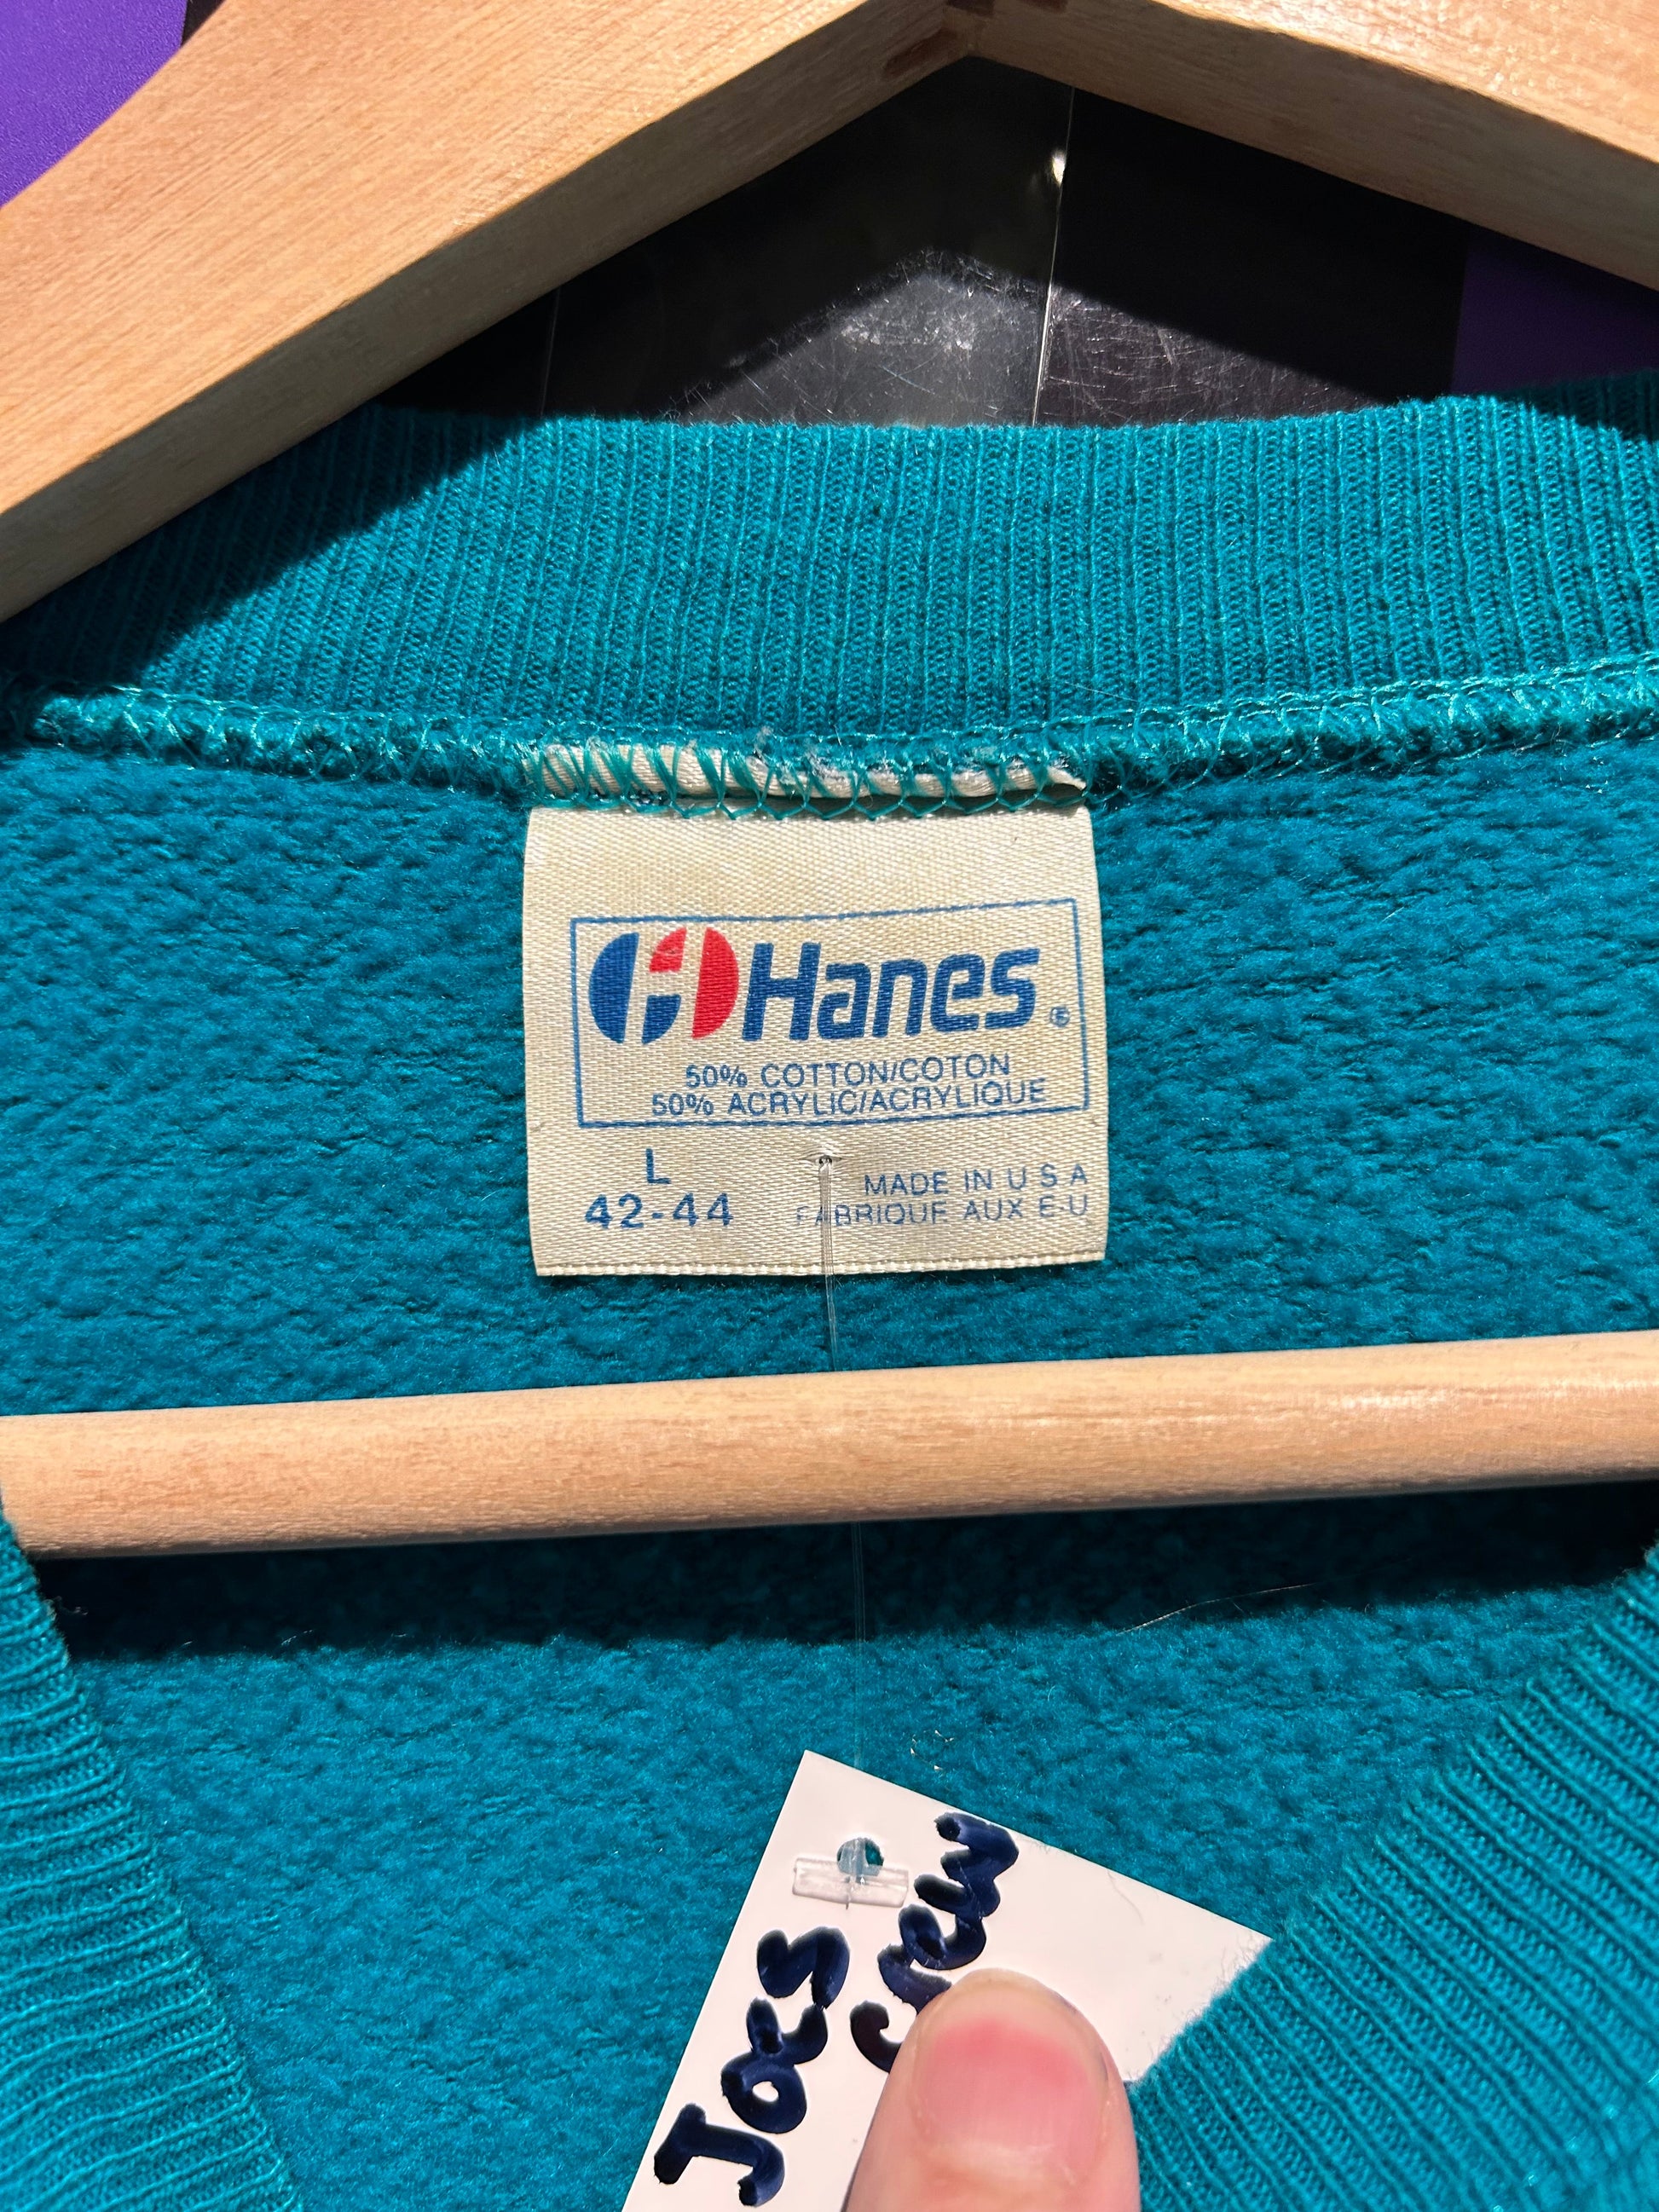 Hanes®
50% COTTON/COTON
50% ACRYLIC/ACRYLIQUE
L
42-44
MADE IN U S A
FABRIQUE AUX E-U
Joes
Crew